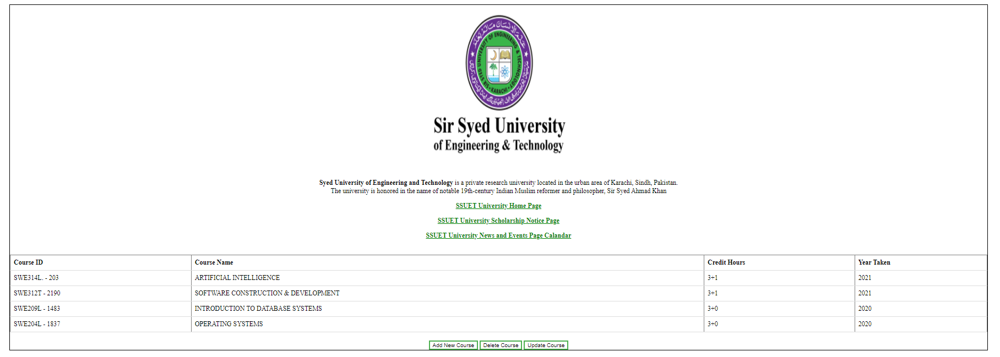 علم الإنسان مالم يعلم
SIR SYED UNIVERSITY OF ENGINEERING & TECHNOLOGY
KARACHI
Sir Syed University
of Engineering & Technology
Syed University of Engineering and Technology is a private research university located in the urban area of Karachi, Sindh, Pakistan.
The university is honored in the name of notable 19th-century Indian Muslim reformer and philosopher, Sir Syed Ahmad Khan
SSUET University Home Page
SSUET University Scholarship Notice Page
SSUET University News and Events Page Calandar
Course ID Course Name Credit Hours Year Taken
SWE314L. - 203 ARTIFICIAL INTELLIGENCE 3+1 2021
SWE312T - 2190 SOFTWARE CONSTRUCTION & DEVELOPMENT 3+1 2021
SWE209L - 1483 INTRODUCTION TO DATABASE SYSTEMS 3+0 2020
SWE204L - 1837 OPERATING SYSTEMS 3+0 2020
Add New Course Delete Course Update Course